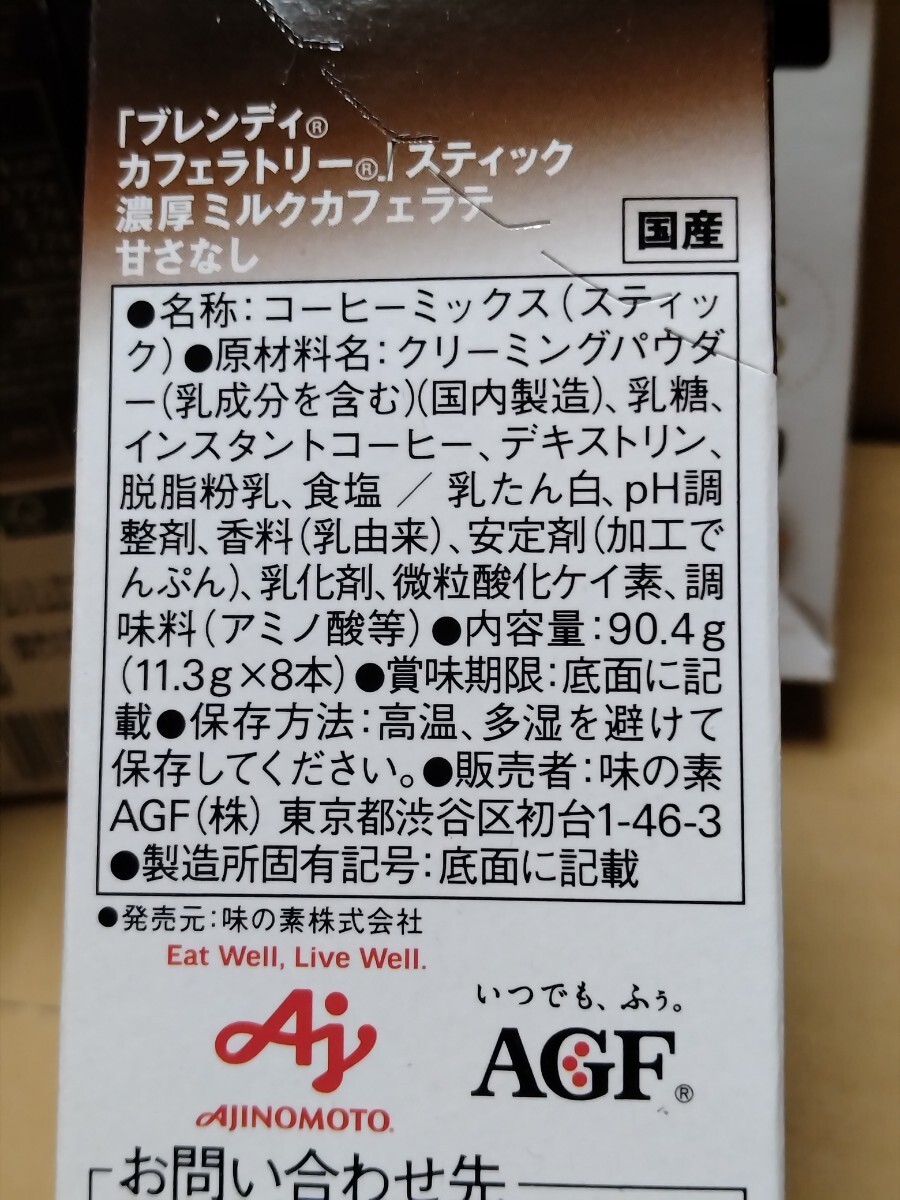 「ブレンディ®
カフェラトリー®」スティック
濃厚ミルクカフェラテ
甘さなし
国産
●名称:コーヒーミックス(スティッ
ク)●原材料名:クリーミングパウダ
ー(乳成分を含む)(国内製造)、乳糖、
インスタントコーヒー、デキストリン、
脱脂粉乳、食塩/乳たん白、pH調
整剤、香料(乳由来)、安定剤(加工で
んぷん)、乳化剤、微粒酸化ケイ素、調
味料(アミノ酸等)●内容量:90.4g
(11.3g×8本)●賞味期限:底面に記
載●保存方法:高温、多湿を避けて
保存してください。●販売者:味の素
AGF(株) 東京都渋谷区初台1-46-3
●製造所固有記号:底面に記載
●発売元:味の素株式会社
Eat Well, Live Well.
Aj
AJINOMOTO®
いつでも、ふぅ。
AGF®
お問い合わせ先